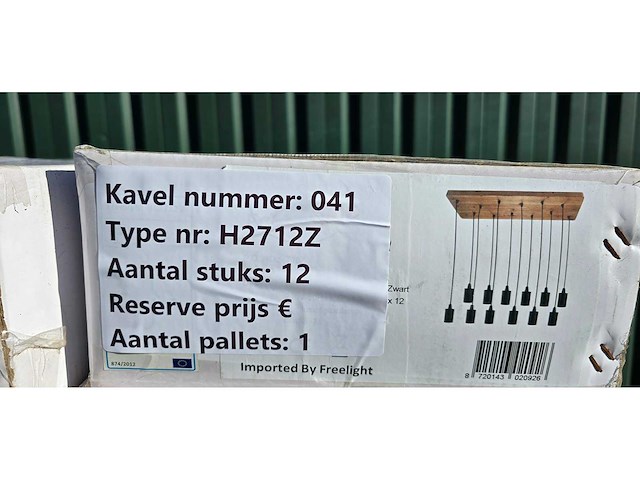 Kavel nummer: 041
Type nr: H2712Z
Aantal stuks: 12
Reserve prijs €
Aantal pallets: 1
Zwart
x 12
874/2012
Imported By Freelight
8 720143 020926